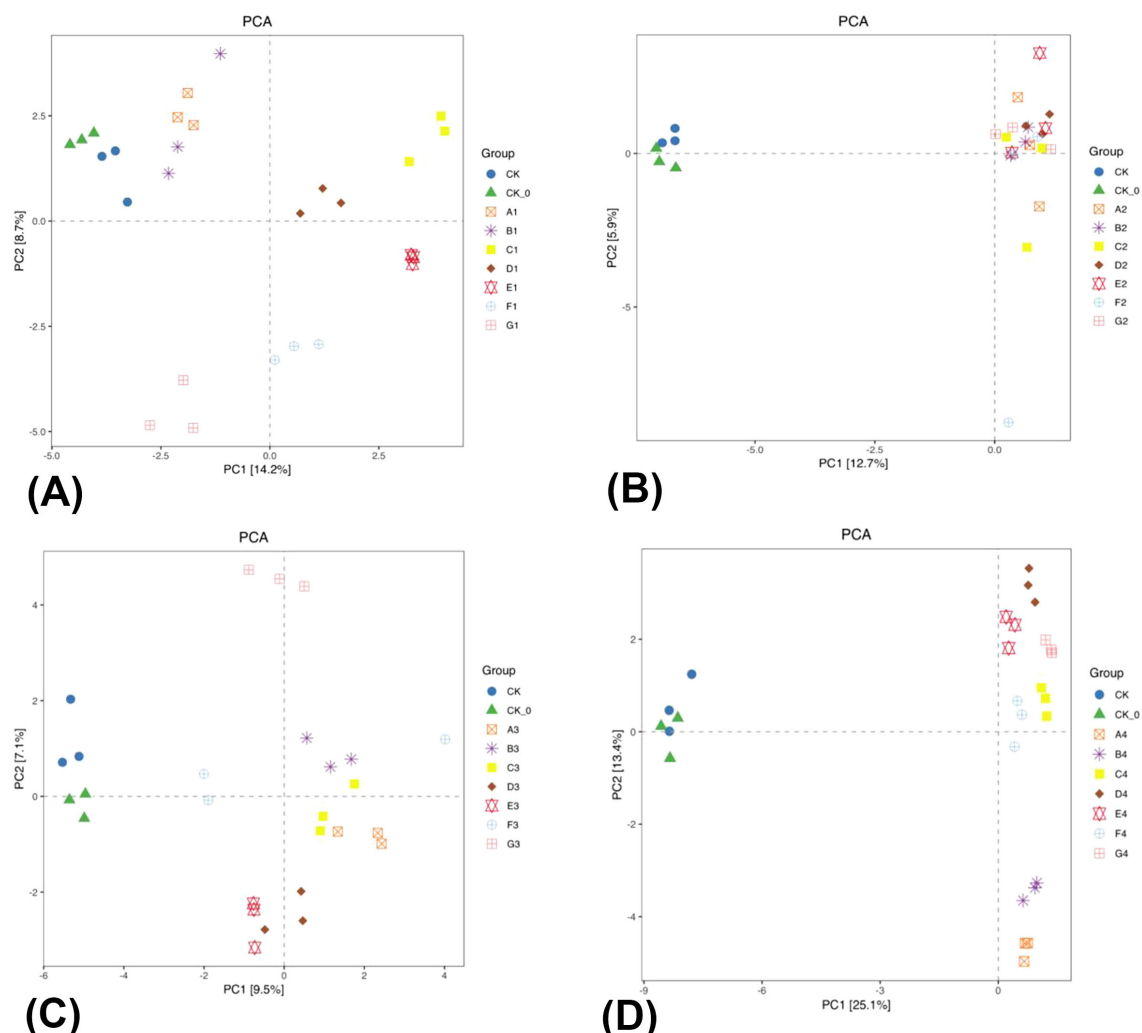 PCA
2.5
0.0
-2.5
-5.0
PC2 [8.7%]
-5.0
-2.5
0.0
2.5
PC1 [14.2%]
Group
CK
CK_0
A1
B1
C1
D1
E1
F1
G1
(A)
PCA
0
-5
PC2 [5.9%]
-5.0
-2.5
0.0
PC1 [12.7%]
Group
CK
CK_0
A2
B2
C2
D2
E2
F2
G2
(B)
PCA
4
2
0
-2
PC2 [7.1%]
-6
-4
-2
0
2
4
PC1 [9.5%]
Group
CK
CK_0
A3
B3
C3
D3
E3
F3
G3
(C)
PCA
2
0
-2
-4
PC2 [13.4%]
-9
-6
-3
0
PC1 [25.1%]
Group
CK
CK_0
A4
B4
C4
D4
E4
F4
G4
(D)